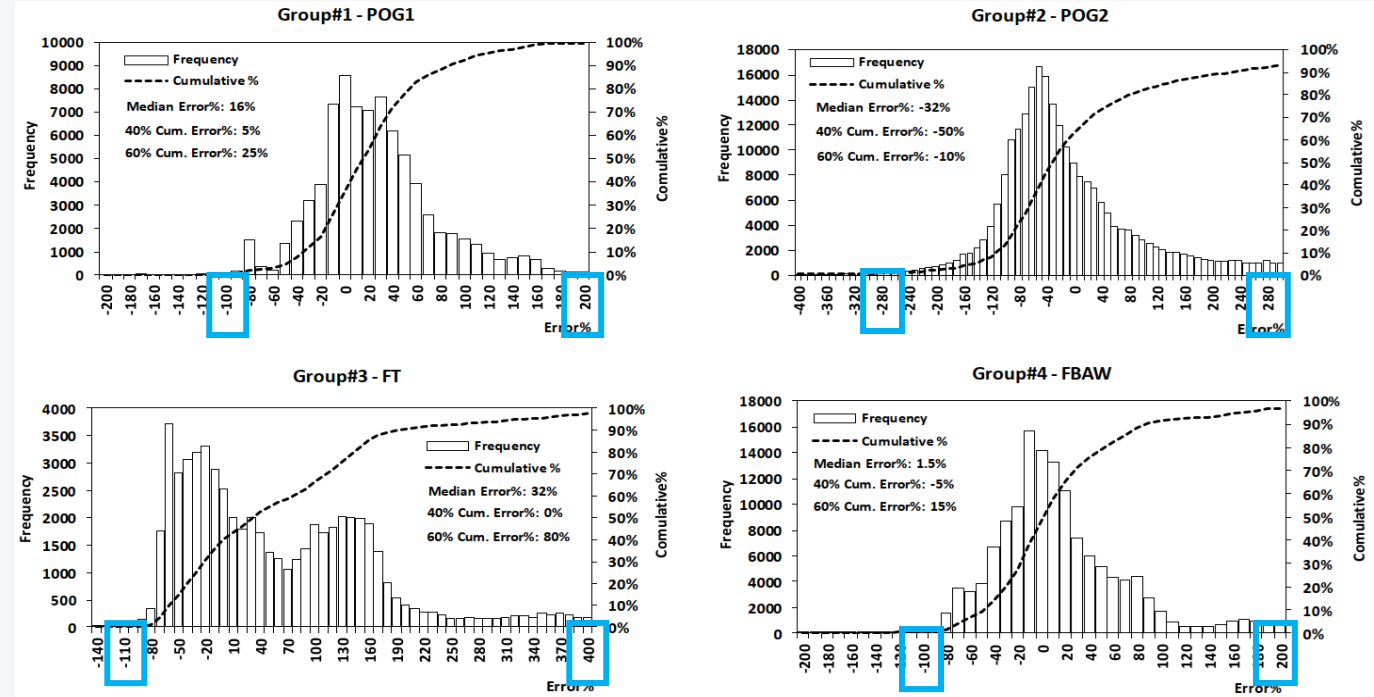 Group#1 - POG1
10000
9000
8000
7000
6000
5000
4000
3000
2000
1000
0
Frequency
Frequency
Cumulative %
Median Error%: 16%
40% Cum. Error%: 5%
60% Cum. Error%: 25%
100%
90%
80%
70%
60%
50%
40%
30%
20%
10%
0%
Comulative%
-200 -180 -160 -140 -120 -100 -80 -60 -40 -20 0 20 40 60 80 100 120 140 160 180 200
Error%
Group#2 - POG2
18000
16000
14000
12000
10000
8000
6000
4000
2000
0
Frequency
Frequency
Cumulative %
Median Error%: -32%
40% Cum. Error%: -50%
60% Cum. Error%: -10%
100%
90%
80%
70%
60%
50%
40%
30%
20%
10%
0%
Comulative%
-400 -360 -320 -280 -240 -200 -160 -120 -80 -40 0 40 80 120 160 200 240 280
Error%
Group#3 - FT
4000
3500
3000
2500
2000
1500
1000
500
0
Frequency
Frequency
Cumulative %
Median Error%: 32%
40% Cum. Error%: 0%
60% Cum. Error%: 80%
100%
90%
80%
70%
60%
50%
40%
30%
20%
10%
0%
Comulative%
-140 -110 -80 -50 -20 10 40 70 100 130 160 190 220 250 280 310 340 370 400
Error%
Group#4 - FBAW
18000
16000
14000
12000
10000
8000
6000
4000
2000
0
Frequency
Frequency
Cumulative %
Median Error%: 1.5%
40% Cum. Error%: -5%
60% Cum. Error%: 15%
100%
90%
80%
70%
60%
50%
40%
30%
20%
10%
0%
Comulative%
-200 -180 -160 -140 -100 -80 -60 -40 -20 0 20 40 60 80 100 120 140 160 200
Error%